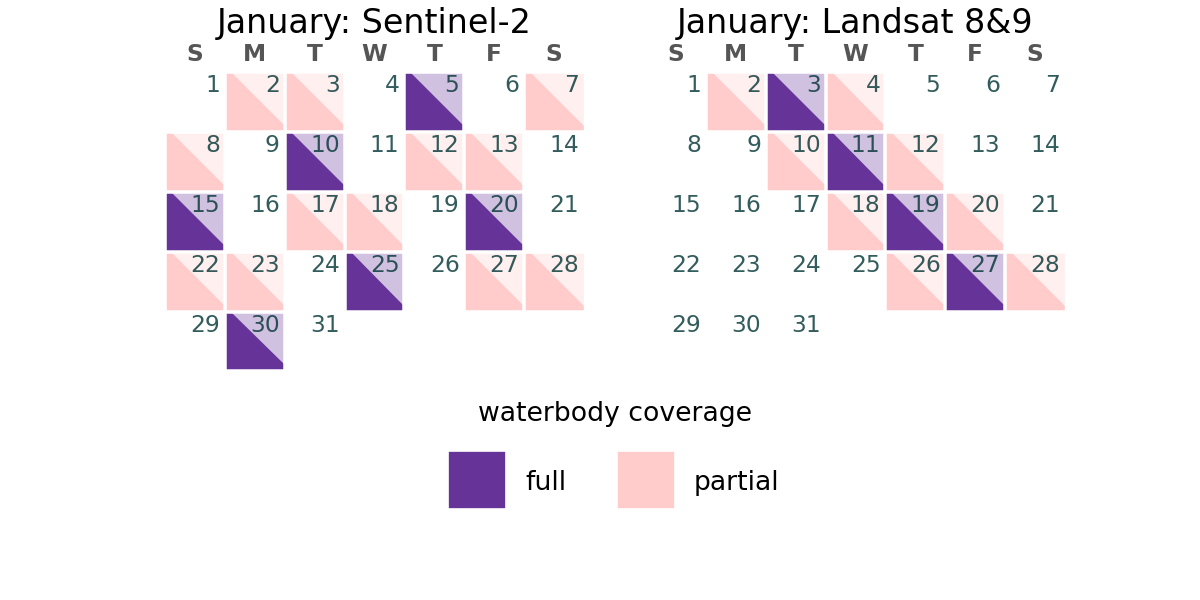 January: Sentinel-2
S M T W T F S
1 2 3 4 5 6 7
8 9 10 11 12 13 14
15 16 17 18 19 20 21
22 23 24 25 26 27 28
29 30 31
January: Landsat 8&9
S M T W T F S
1 2 3 4 5 6 7
8 9 10 11 12 13 14
15 16 17 18 19 20 21
22 23 24 25 26 27 28
29 30 31
waterbody coverage
full
partial